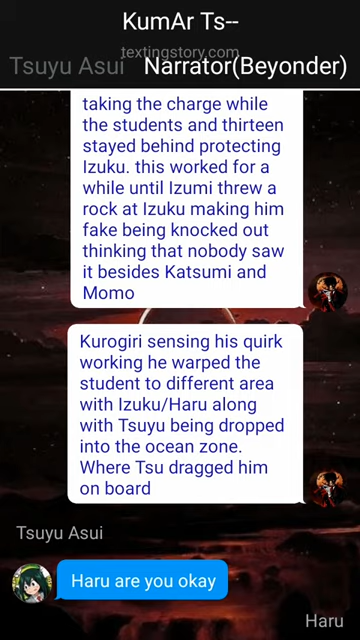 KumAr Ts--
textingstory.com
Tsuyu Asui Narrator(Beyonder)
taking the charge while
the students and thirteen
stayed behind protecting
Izuku. this worked for a
while until Izumi threw a
rock at Izuku making him
fake being knocked out
thinking that nobody saw
it besides Katsumi and
Momo
Kurogiri sensing his quirk
working he warped the
student to different area
with Izuku/Haru along
with Tsuyu being dropped
into the ocean zone.
Where Tsu dragged him
on board
Tsuyu Asui
Haru are you okay
Haru